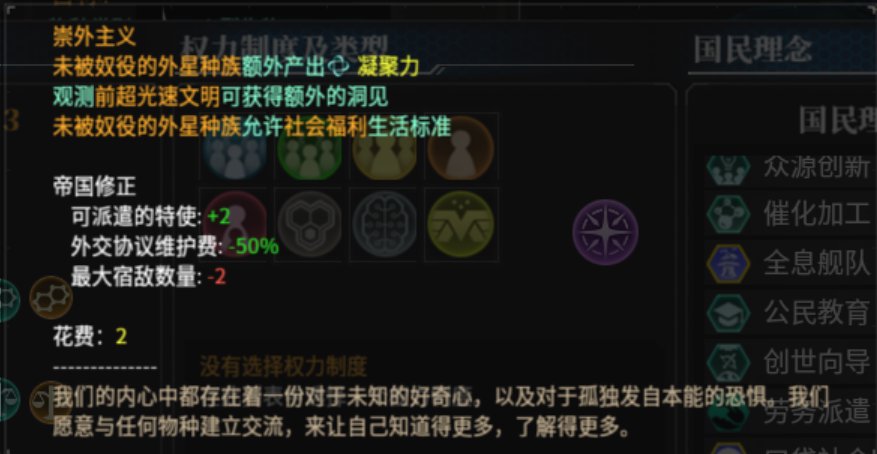 崇外主义
未被奴役的外星种族额外产出 凝聚力
观测前超光速文明可获得额外的洞见
未被奴役的外星种族允许社会福利生活标准
帝国修正
可派遣的特使: +2
外交协议维护费: -50%
最大宿敌数量: -2
花费: 2
--------------
我们的内心中都存在着一份对于未知的好奇心，以及对于孤独发自本能的恐惧。我们
愿意与任何物种建立交流，来让自己知道得更多，了解得更多。
权力制度及类型
没有选择权力制度
3
国民理念
国民理
众源创新
催化加工
全息舰队
公民教育
创世向导
劳务派遣